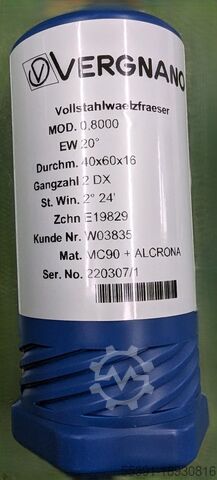 VERGNANO
Vollstahlwaelzfraeser
MOD. 0,8000
EW 20°
Durchm. 40x60x16
Gangzahl 2 DX
St. Win. 2° 24'
Zchn E19829
Kunde Nr. W03835
Mat. MC90 + ALCRONA
Ser. No. 220307/1